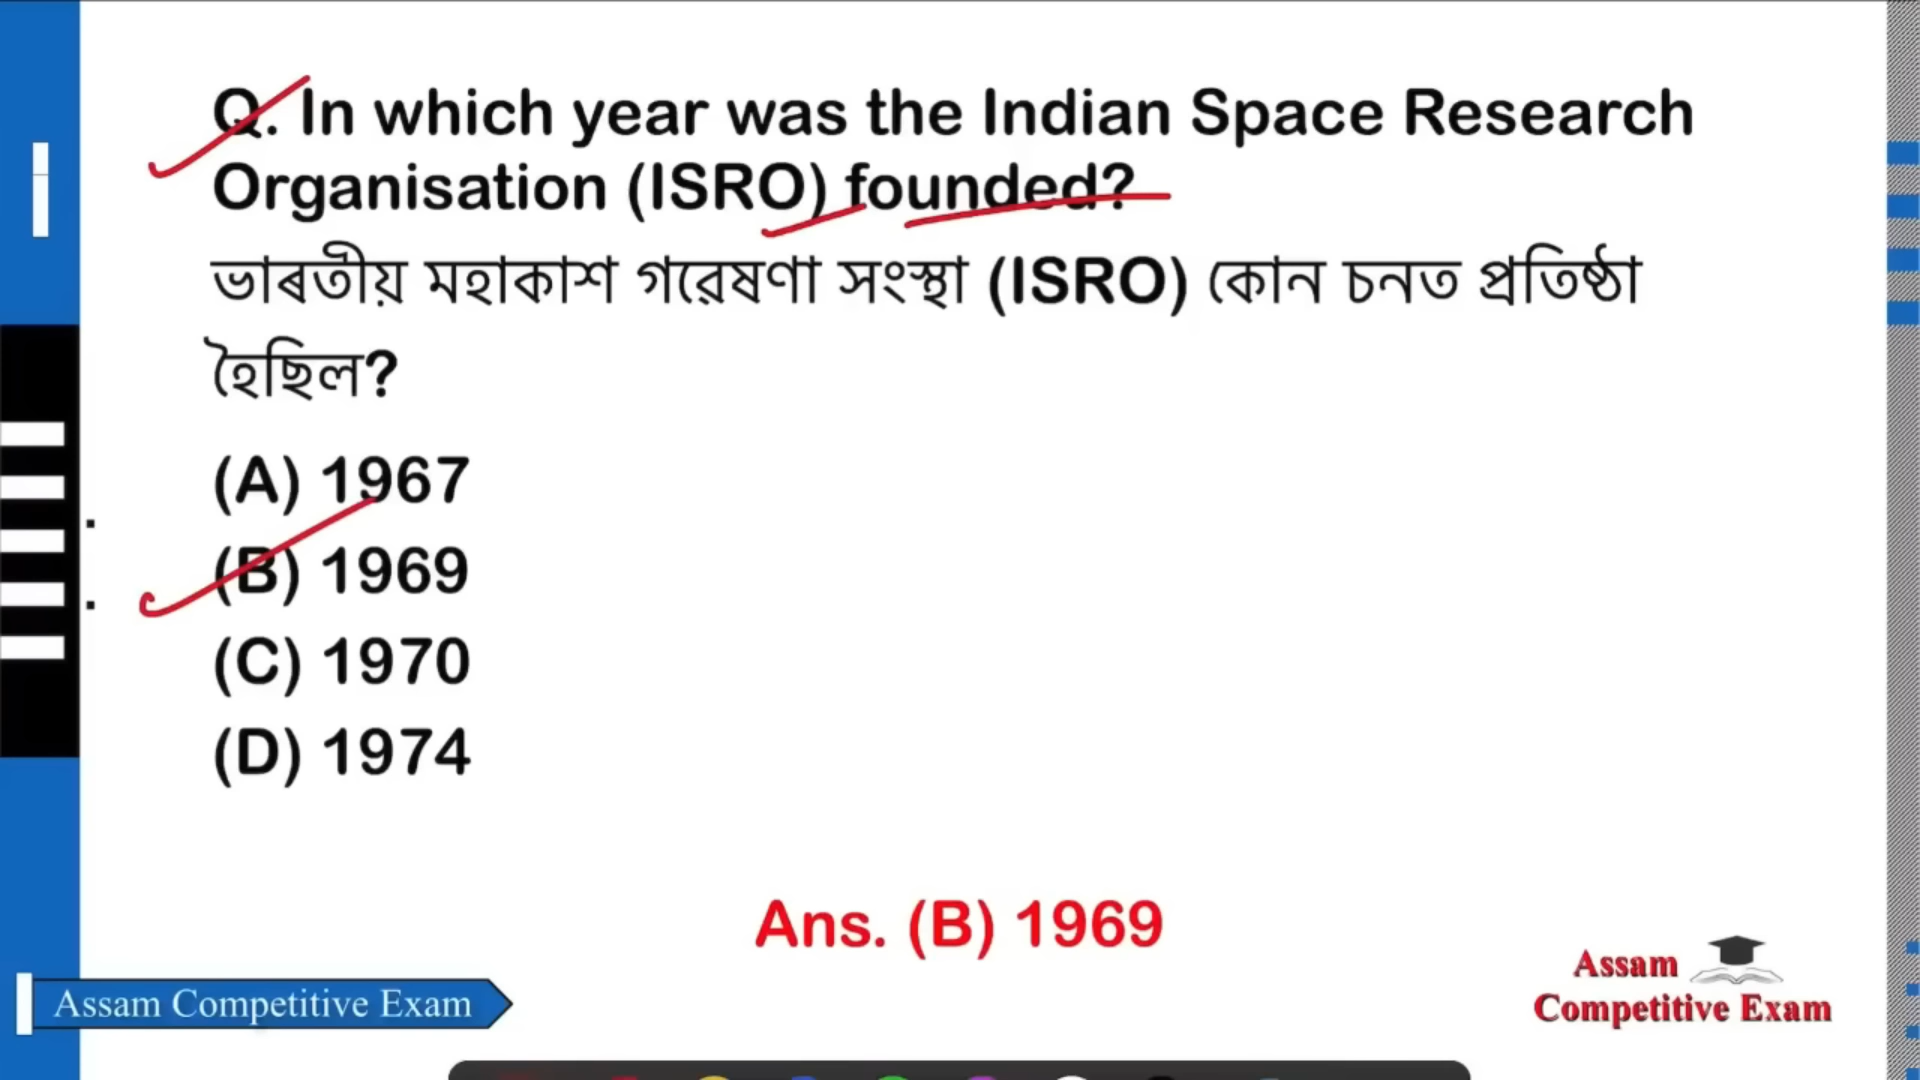 Q. In which year was the Indian Space Research
Organisation (ISRO) founded?
ভাৰতীয় মহাকাশ গৱেষণা সংস্থা (ISRO) কোন চনত প্ৰতিষ্ঠা
হৈছিল?
(A) 1967
(B) 1969
(C) 1970
(D) 1974
Ans. (B) 1969
Assam Competitive Exam
Assam
Competitive Exam